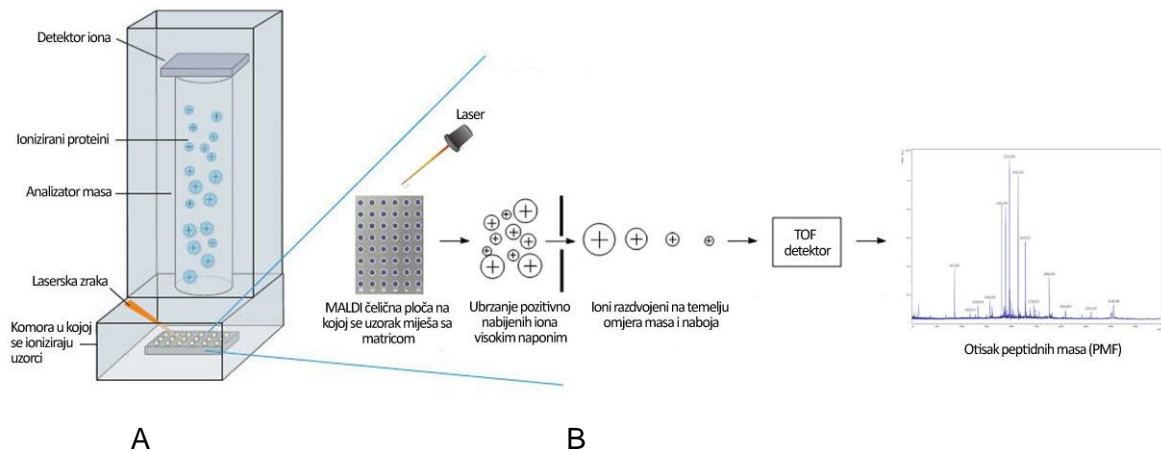 Detektor iona
Ionizirani proteini
Analizator masa
Laserska zraka
Komora u kojoj
se ioniziraju
uzorci
Laser
MALDI čelična ploča na
kojoj se uzorak miješa sa
matricom
Ubrzanje pozitivno
nabijenih iona
visokim naponim
Ioni razdvojeni na temelju
omjera masa i naboja
TOF
detektor
Otisak peptidnih masa (PMF)
A
B